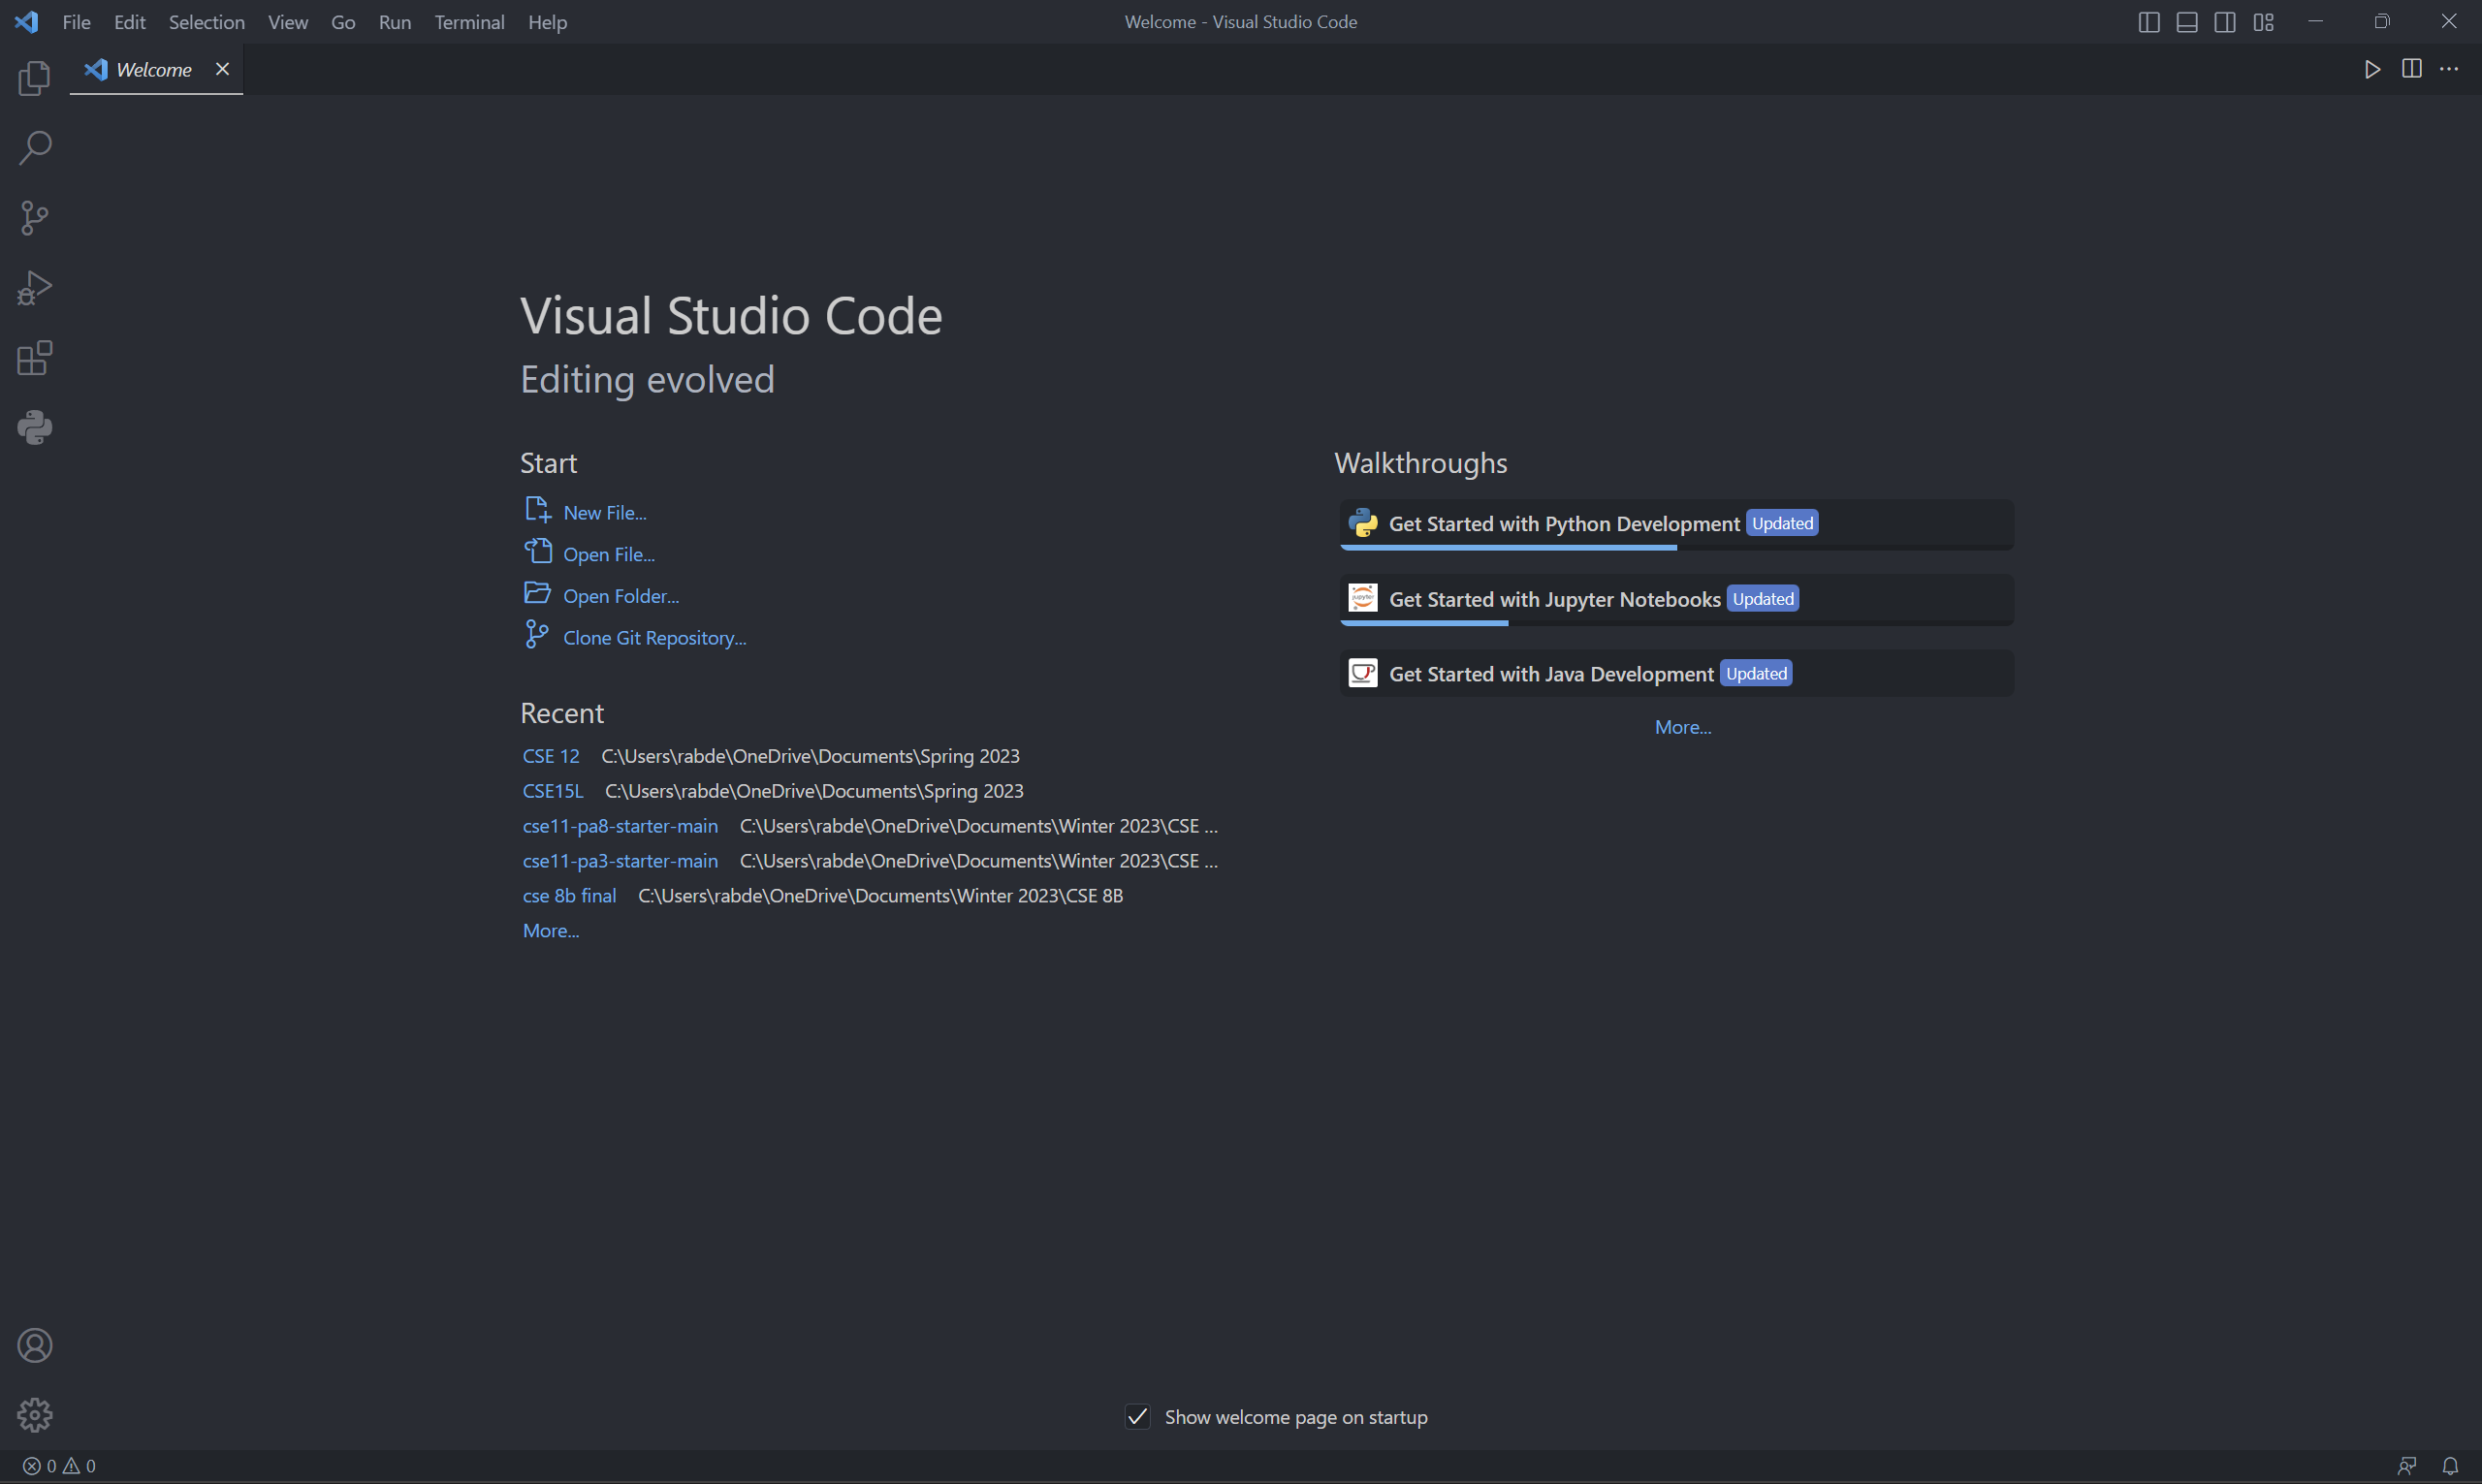 File Edit Selection View Go Run Terminal Help
Welcome - Visual Studio Code
Welcome
Visual Studio Code
Editing evolved
Start
New File...
Open File...
Open Folder...
Clone Git Repository...
Recent
CSE 12 C:\Users\rabde\OneDrive\Documents\Spring 2023
CSE15L C:\Users\rabde\OneDrive\Documents\Spring 2023
cse11-pa8-starter-main C:\Users\rabde\OneDrive\Documents\Winter 2023\CSE ...
cse11-pa3-starter-main C:\Users\rabde\OneDrive\Documents\Winter 2023\CSE ...
cse 8b final C:\Users\rabde\OneDrive\Documents\Winter 2023\CSE 8B
More...
Walkthroughs
Get Started with Python Development Updated
jupyter
Get Started with Jupyter Notebooks Updated
Get Started with Java Development Updated
More...
Show welcome page on startup
0 0